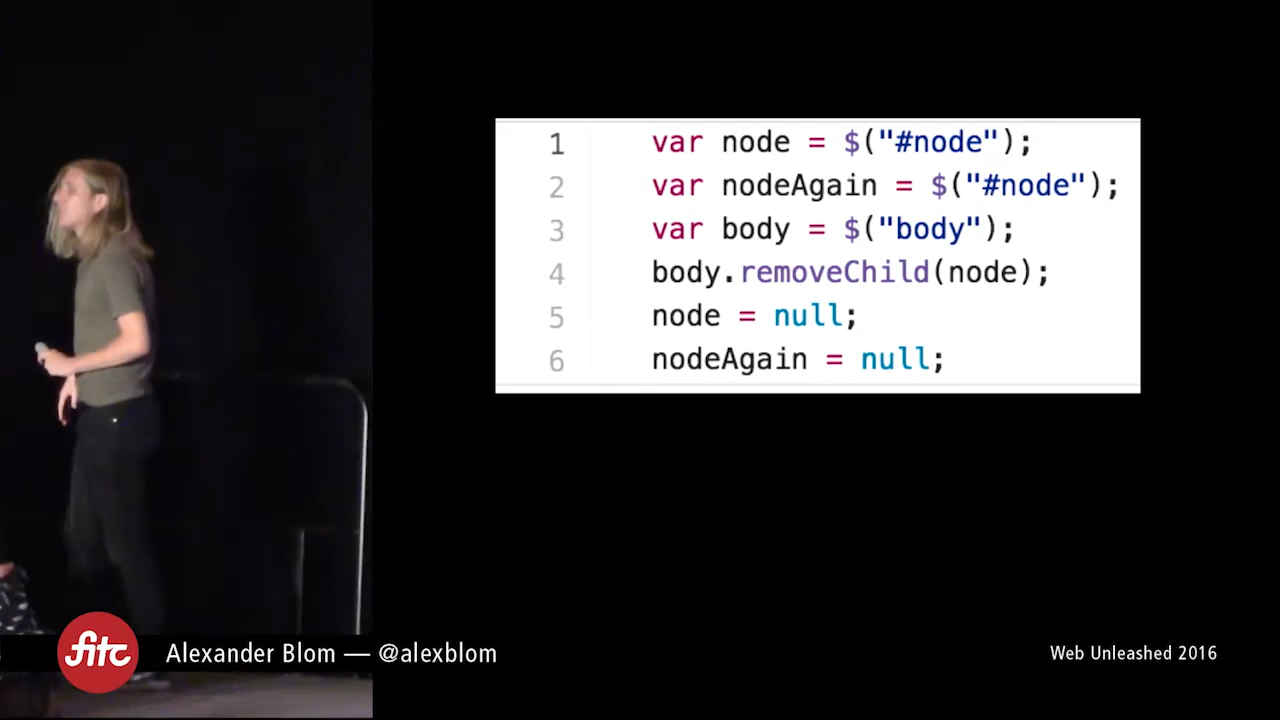 1 var node = $("#node");
2 var nodeAgain = $("#node");
3 var body = $("body");
4 body.removeChild(node);
5 node = null;
6 nodeAgain = null;
fitc
Alexander Blom — @alexblom
Web Unleashed 2016